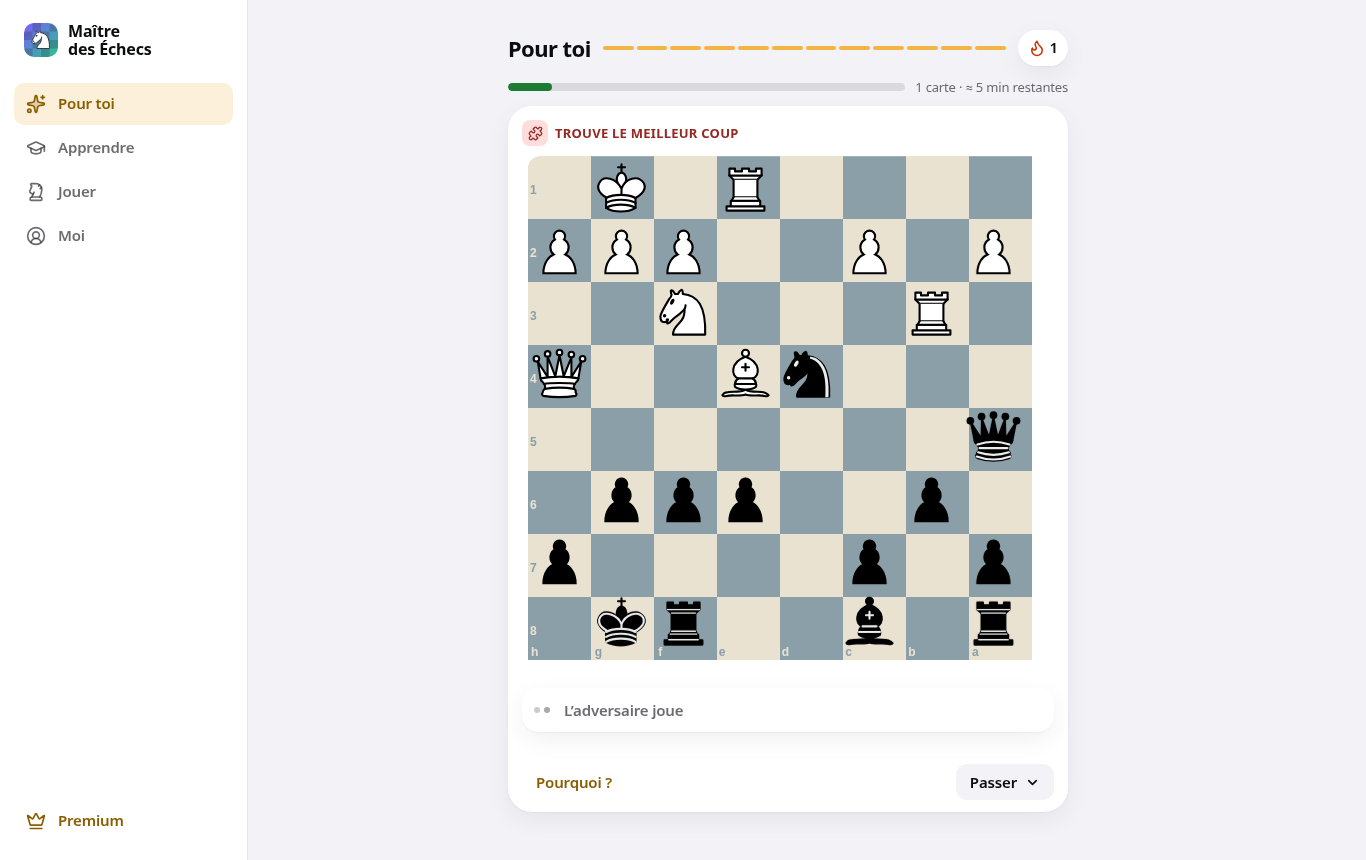 Maître
des Échecs
Pour toi
Apprendre
Jouer
Moi
Premium
Pour toi
1
1 carte · ≈ 5 min restantes
TROUVE LE MEILLEUR COUP
1
2
3
4
5
6
7
8
h g f e d c b a
L’adversaire joue
Pourquoi ?
Passer